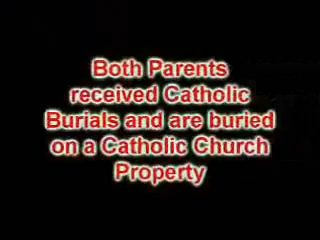 Both Parents
received Catholic
Burials and are buried
on a Catholic Church
Property